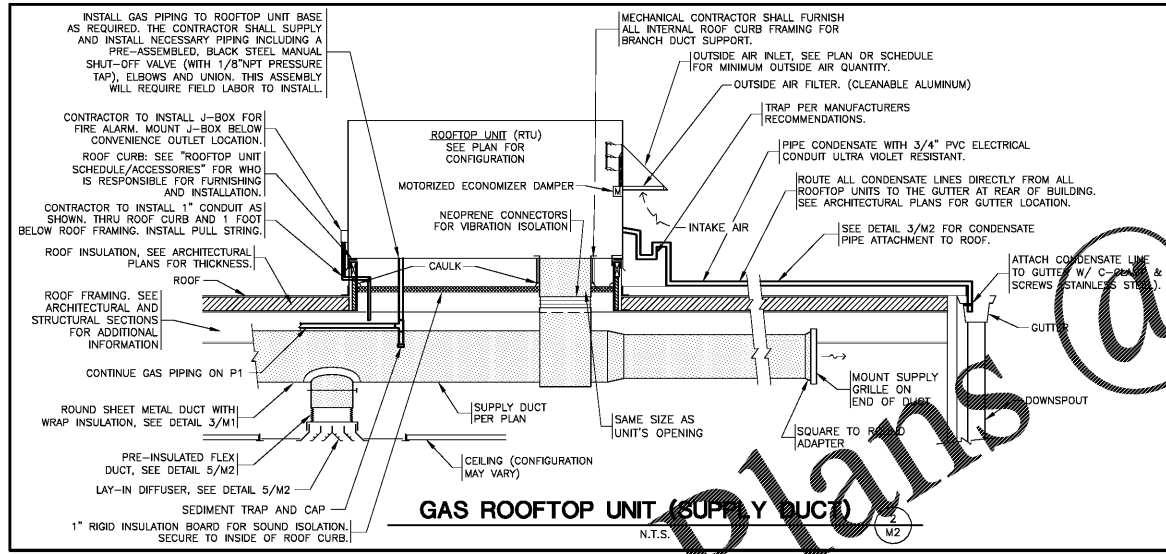 INSTALL GAS PIPING TO ROOFTOP UNIT BASE
AS REQUIRED. THE CONTRACTOR SHALL SUPPLY
AND INSTALL NECESSARY PIPING INCLUDING A
PRE-ASSEMBLED, BLACK STEEL MANUAL
SHUT-OFF VALVE (WITH 1/8"NPT PRESSURE
TAP), ELBOWS AND UNION. THIS ASSEMBLY
WILL REQUIRE FIELD LABOR TO INSTALL.
CONTRACTOR TO INSTALL J-BOX FOR
FIRE ALARM. MOUNT J-BOX BELOW
CONVENIENCE OUTLET LOCATION.
ROOF CURB: SEE "ROOFTOP UNIT
SCHEDULE/ACCESSORIES" FOR WHO
IS RESPONSIBLE FOR FURNISHING
AND INSTALLATION.
CONTRACTOR TO INSTALL 1" CONDUIT AS
SHOWN. THRU ROOF CURB AND 1 FOOT
BELOW ROOF FRAMING. INSTALL PULL STRING.
ROOF INSULATION, SEE ARCHITECTURAL
PLANS FOR THICKNESS.
ROOF
ROOF FRAMING. SEE
ARCHITECTURAL AND
STRUCTURAL SECTIONS
FOR ADDITIONAL
INFORMATION
CONTINUE GAS PIPING ON P1
ROUND SHEET METAL DUCT WITH
WRAP INSULATION, SEE DETAIL 3/M1
PRE-INSULATED FLEX
DUCT, SEE DETAIL 5/M2
LAY-IN DIFFUSER, SEE DETAIL 5/M2
SEDIMENT TRAP AND CAP
1" RIGID INSULATION BOARD FOR SOUND ISOLATION.
SECURE TO INSIDE OF ROOF CURB.
ROOFTOP UNIT (RTU)
SEE PLAN FOR
CONFIGURATION
MOTORIZED ECONOMIZER DAMPER
M
NEOPRENE CONNECTORS
FOR VIBRATION ISOLATION
CAULK
SUPPLY DUCT
PER PLAN
CEILING (CONFIGURATION
MAY VARY)
SAME SIZE AS
UNIT'S OPENING
MECHANICAL CONTRACTOR SHALL FURNISH
ALL INTERNAL ROOF CURB FRAMING FOR
BRANCH DUCT SUPPORT.
OUTSIDE AIR INLET, SEE PLAN OR SCHEDULE
FOR MINIMUM OUTSIDE AIR QUANTITY.
OUTSIDE AIR FILTER. (CLEANABLE ALUMINUM)
TRAP PER MANUFACTURERS
RECOMMENDATIONS.
PIPE CONDENSATE WITH 3/4" PVC ELECTRICAL
CONDUIT ULTRA VIOLET RESISTANT.
ROUTE ALL CONDENSATE LINES DIRECTLY FROM ALL
ROOFTOP UNITS TO THE GUTTER AT REAR OF BUILDING.
SEE ARCHITECTURAL PLANS FOR GUTTER LOCATION.
INTAKE AIR
SEE DETAIL 3/M2 FOR CONDENSATE
PIPE ATTACHMENT TO ROOF.
ATTACH CONDENSATE LINE
TO GUTTER W/ C-CLAMP &
SCREWS (STAINLESS STEEL).
GUTTER
MOUNT SUPPLY
GRILLE ON
END OF DUCT
DOWNSPOUT
SQUARE TO ROUND
ADAPTER
GAS ROOFTOP UNIT (SUPPLY DUCT)
N.T.S.
2
M2
plans @